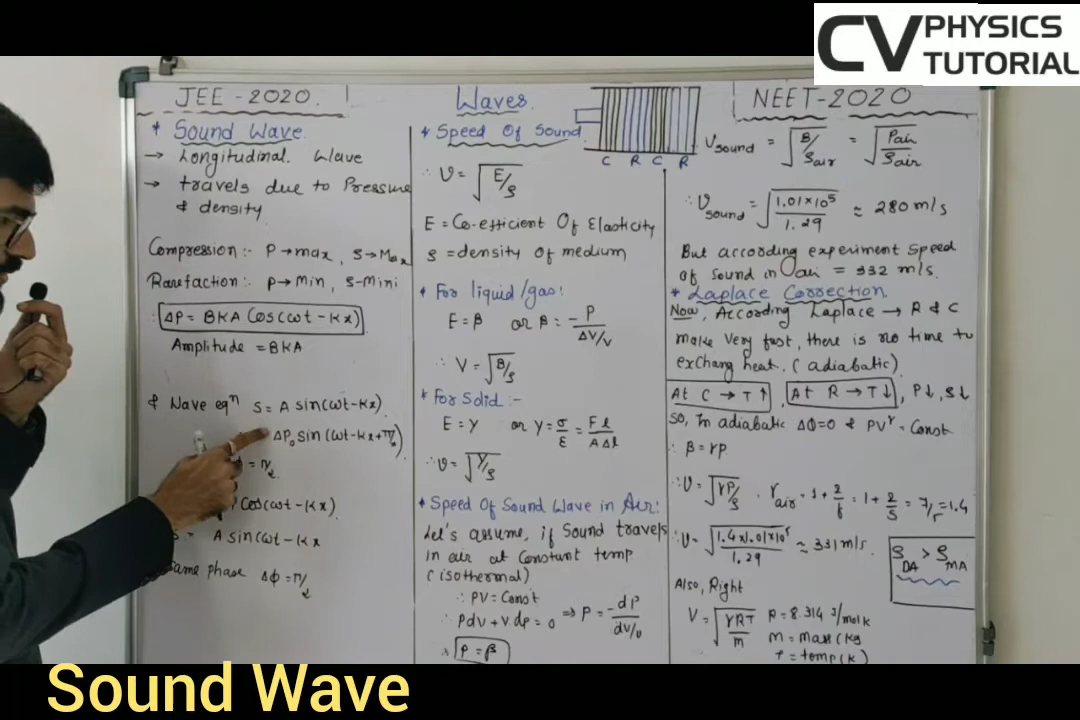 CV PHYSICS
TUTORIAL
JEE-2020.
* Sound Wave
→ Longitudinal Wave
→ travels due to Pressure
& density
Compression:- P→max, ρ→Max
Rarefaction:- P→Min, ρ-Mini
ΔP = BKA Cos(ωt-Kx)
Amplitude = BKA
& Wave eqⁿ S = A sin(ωt-Kx)
ΔP₀ sin(ωt-Kx+π/2)
= π/2
Cos(ωt-Kx)
S = A sin(ωt-Kx
Same phase Δϕ = π/2
Waves
* Speed Of Sound
C R C R
∴ v = √E/ρ
E = Co-efficient Of Elasticity
ρ = density of medium
* For liquid/gas:
E = β or β = -P/ΔV/V
∴ V = √B/ρ
* For Solid:-
E = Y or Y = σ/ε = Fl/AΔl
∴ v = √Y/ρ
* Speed Of Sound Wave in Air:
Let's assume, if Sound travels
in air at Constant temp
(isothermal)
∴ PV = Const
∴ Pdv + Vdp = 0 ⇒ P = -dP/dv/v
∴ P = β
NEET-2020
Vsound = √B/ρair = √Pair/ρair
∴ Vsound = √1.01×10⁵/1.29 ≈ 280 m/s
But according experiment speed
of sound in air = 332 m/s.
* Laplace Correction.
Now, According Laplace → R & C
make very fast, there is no time to
exchang heat. (adiabatic)
At C → T↑ At R → T↓, P↓, ρ↓
So, In adiabatic ΔQ=0 & PVʳ = Const
∴ β = γP
∴ v = √γP/ρ . γair = 1 + 2/f = 1 + 2/5 = 7/5 = 1.4
∴ v = √1.4×1.01×10⁵/1.29 ≈ 331 m/s.
ρDA > ρMA
Also, Right
V = √γRT/m R = 8.314 J/mol K
m = mass (Kg
T = temp (K)
Sound Wave